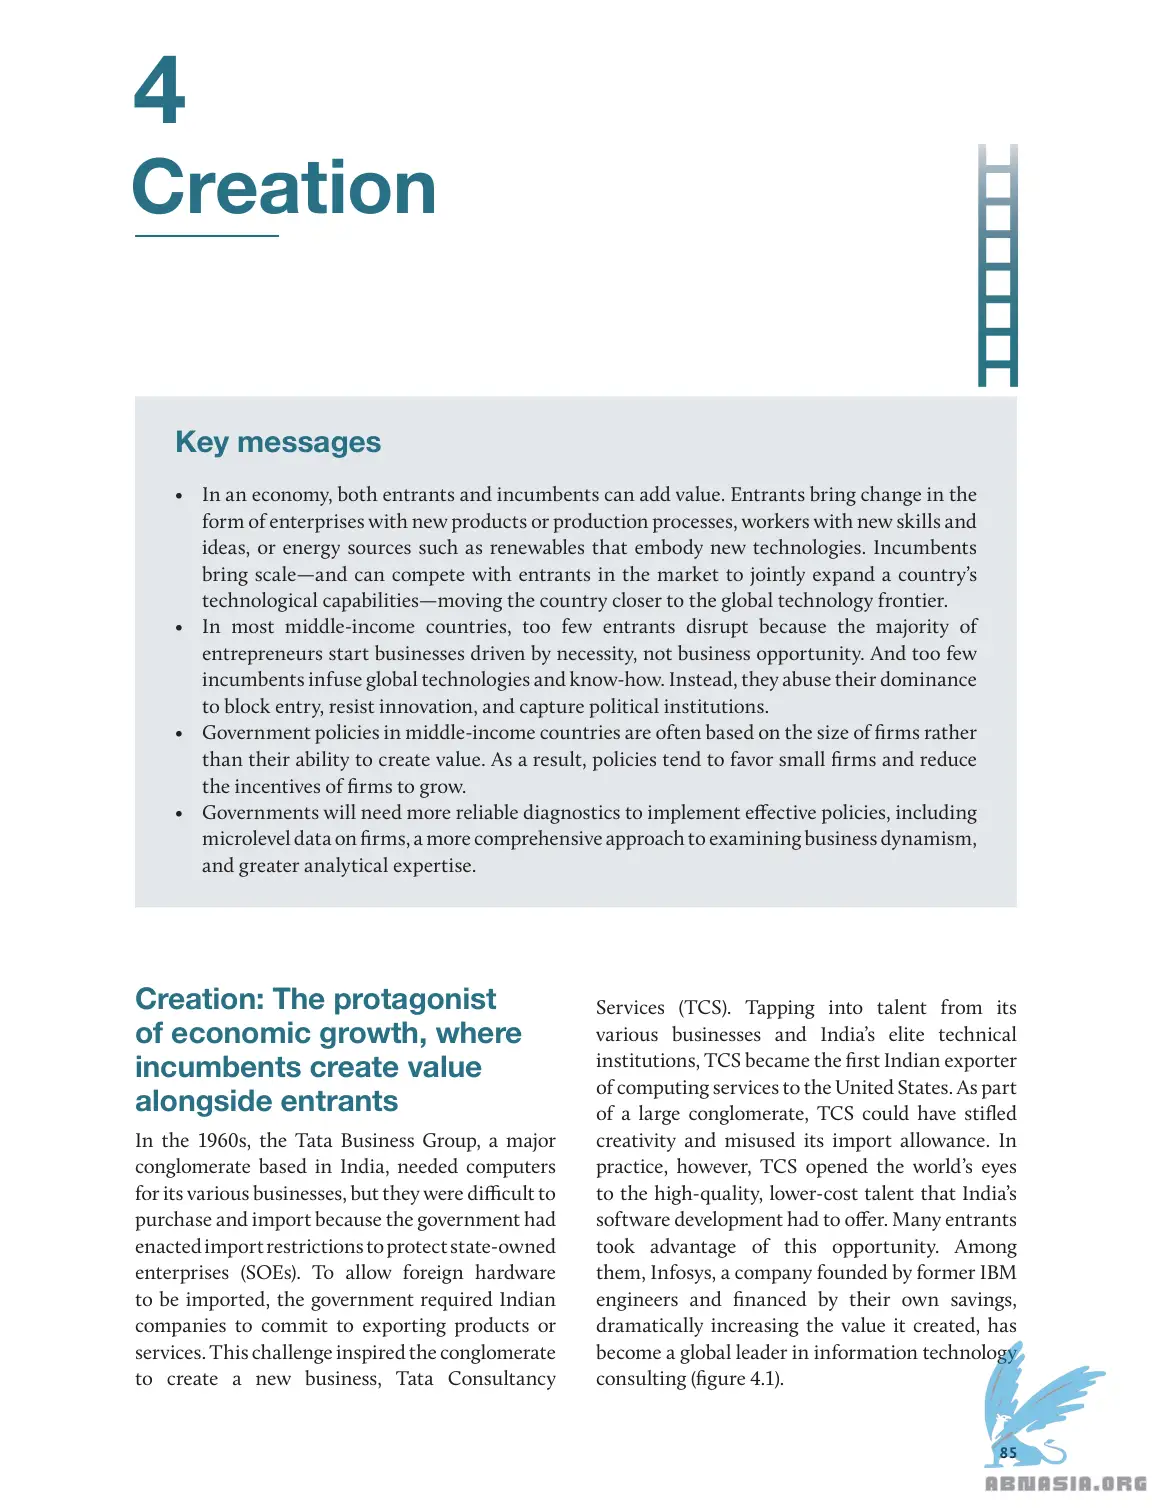 4
Creation
Key messages
• In an economy, both entrants and incumbents can add value. Entrants bring change in the
form of enterprises with new products or production processes, workers with new skills and
ideas, or energy sources such as renewables that embody new technologies. Incumbents
bring scale—and can compete with entrants in the market to jointly expand a country’s
technological capabilities—moving the country closer to the global technology frontier.
• In most middle-income countries, too few entrants disrupt because the majority of
entrepreneurs start businesses driven by necessity, not business opportunity. And too few
incumbents infuse global technologies and know-how. Instead, they abuse their dominance
to block entry, resist innovation, and capture political institutions.
• Government policies in middle-income countries are often based on the size of firms rather
than their ability to create value. As a result, policies tend to favor small firms and reduce
the incentives of firms to grow.
• Governments will need more reliable diagnostics to implement effective policies, including
microlevel data on firms, a more comprehensive approach to examining business dynamism,
and greater analytical expertise.
Creation: The protagonist
of economic growth, where
incumbents create value
alongside entrants
In the 1960s, the Tata Business Group, a major
conglomerate based in India, needed computers
for its various businesses, but they were difficult to
purchase and import because the government had
enacted import restrictions to protect state-owned
enterprises (SOEs). To allow foreign hardware
to be imported, the government required Indian
companies to commit to exporting products or
services. This challenge inspired the conglomerate
to create a new business, Tata Consultancy
Services (TCS). Tapping into talent from its
various businesses and India’s elite technical
institutions, TCS became the first Indian exporter
of computing services to the United States. As part
of a large conglomerate, TCS could have stifled
creativity and misused its import allowance. In
practice, however, TCS opened the world’s eyes
to the high-quality, lower-cost talent that India’s
software development had to offer. Many entrants
took advantage of this opportunity. Among
them, Infosys, a company founded by former IBM
engineers and financed by their own savings,
dramatically increasing the value it created, has
become a global leader in information technology
consulting (figure 4.1).
85
ABNASIA.ORG